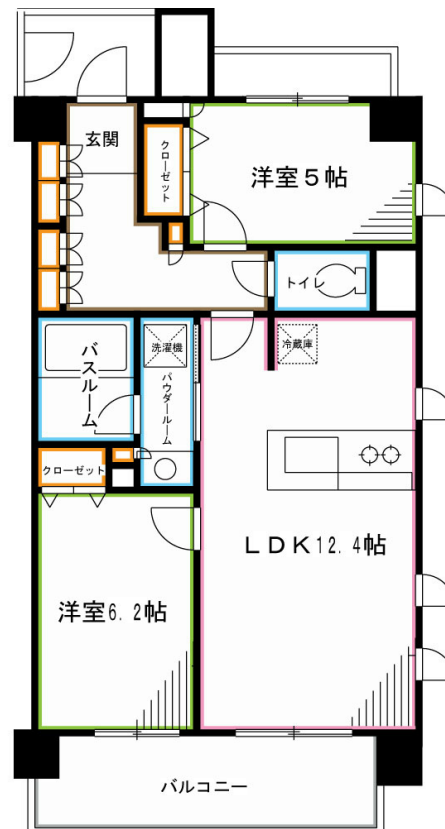 玄関
クローゼット
洋室5帖
トイレ
バスルーム
洗濯機
パウダールーム
冷蔵庫
クローゼット
LDK12.4帖
洋室6.2帖
バルコニー